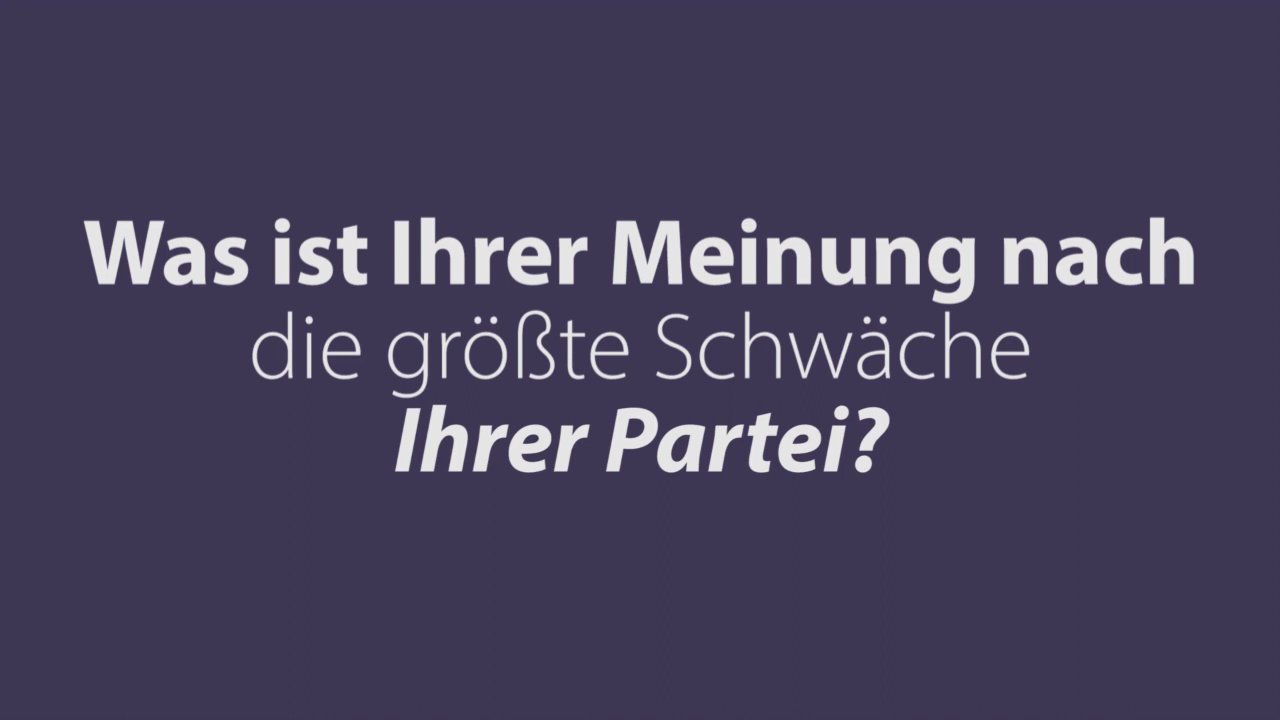 Was ist Ihrer Meinung nach
die größte Schwäche
Ihrer Partei?